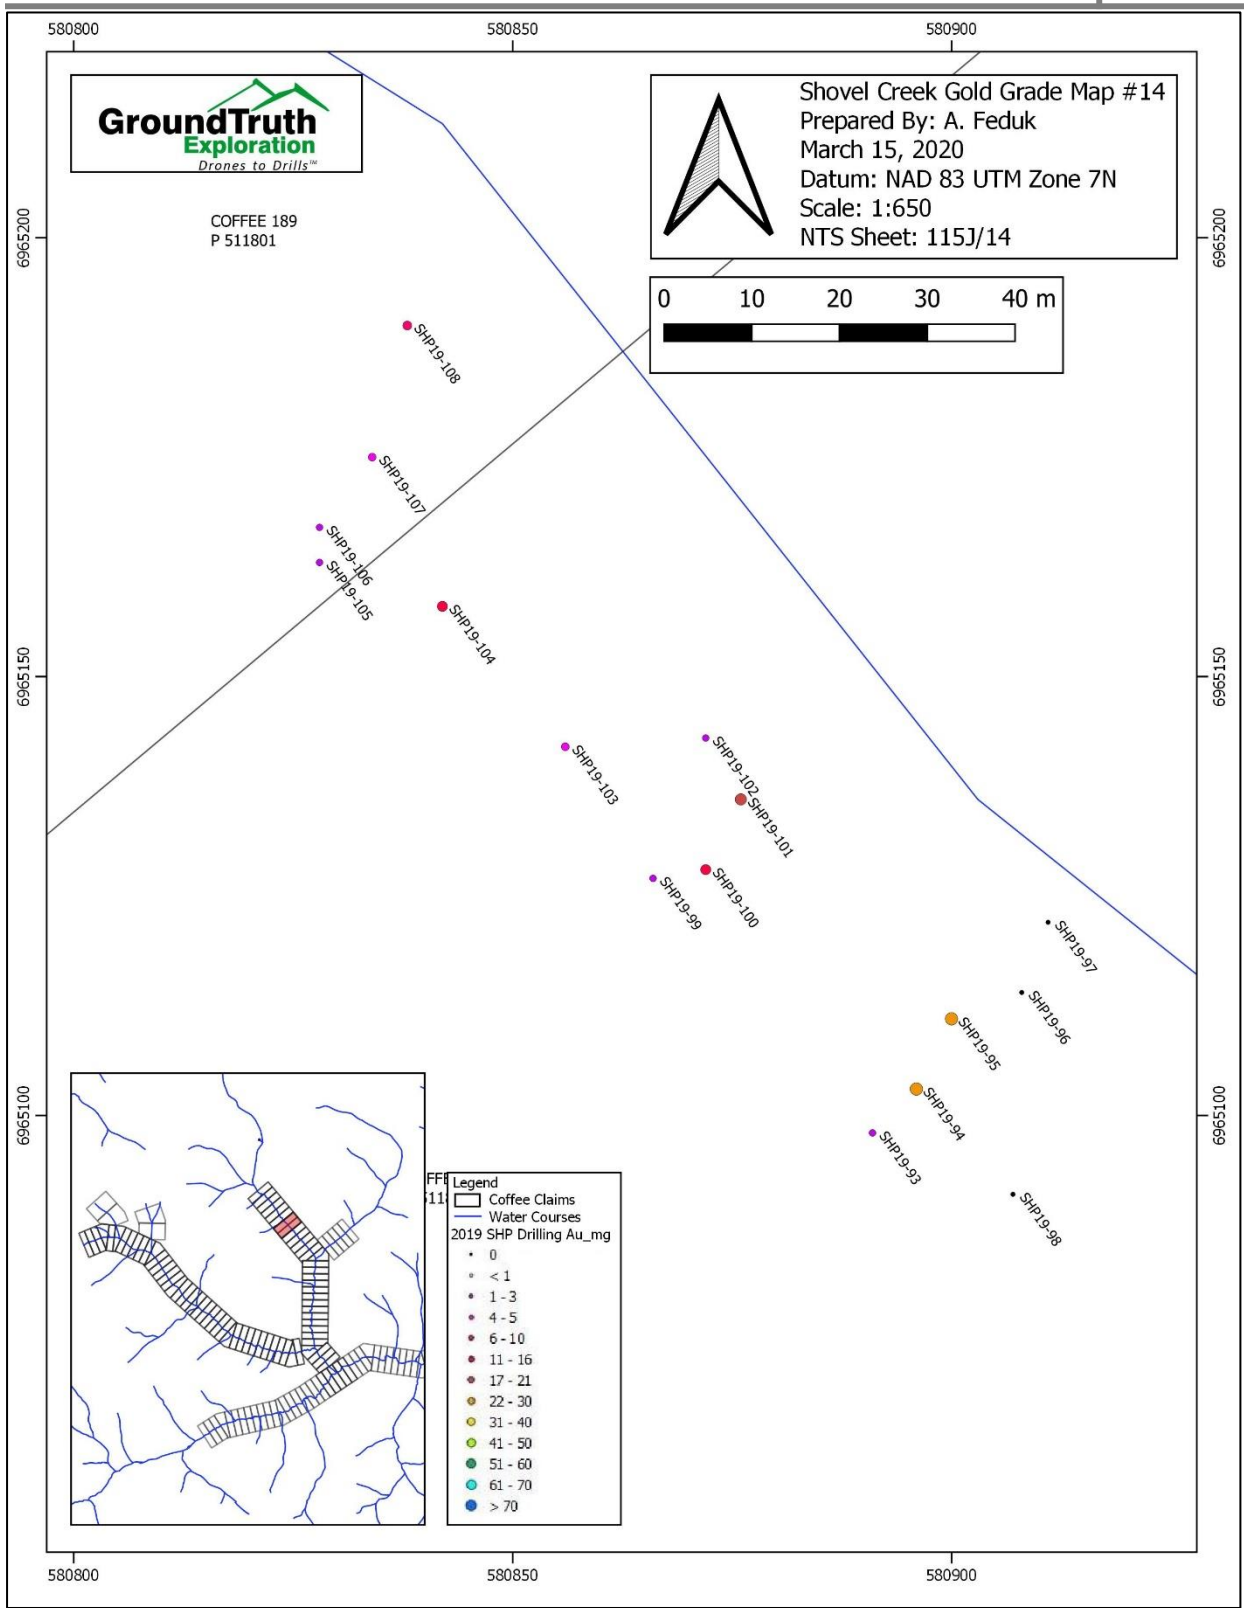 580800
580850
580900
GroundTruth
Exploration
Drones to Drills™
Shovel Creek Gold Grade Map #14
Prepared By: A. Feduk
March 15, 2020
Datum: NAD 83 UTM Zone 7N
Scale: 1:650
NTS Sheet: 115J/14
COFFEE 189
P 511801
6965200
6965200
0 10 20 30 40 m
SHP19-108
SHP19-107
SHP19-106
SHP19-105
SHP19-104
6965150
6965150
SHP19-103
SHP19-102
SHP19-101
SHP19-100
SHP19-99
SHP19-97
SHP19-96
SHP19-95
SHP19-94
SHP19-93
SHP19-98
6965100
6965100
Legend
Coffee Claims
Water Courses
2019 SHP Drilling Au_mg
0
< 1
1 - 3
4 - 5
6 - 10
11 - 16
17 - 21
22 - 30
31 - 40
41 - 50
51 - 60
61 - 70
> 70
580800
580850
580900